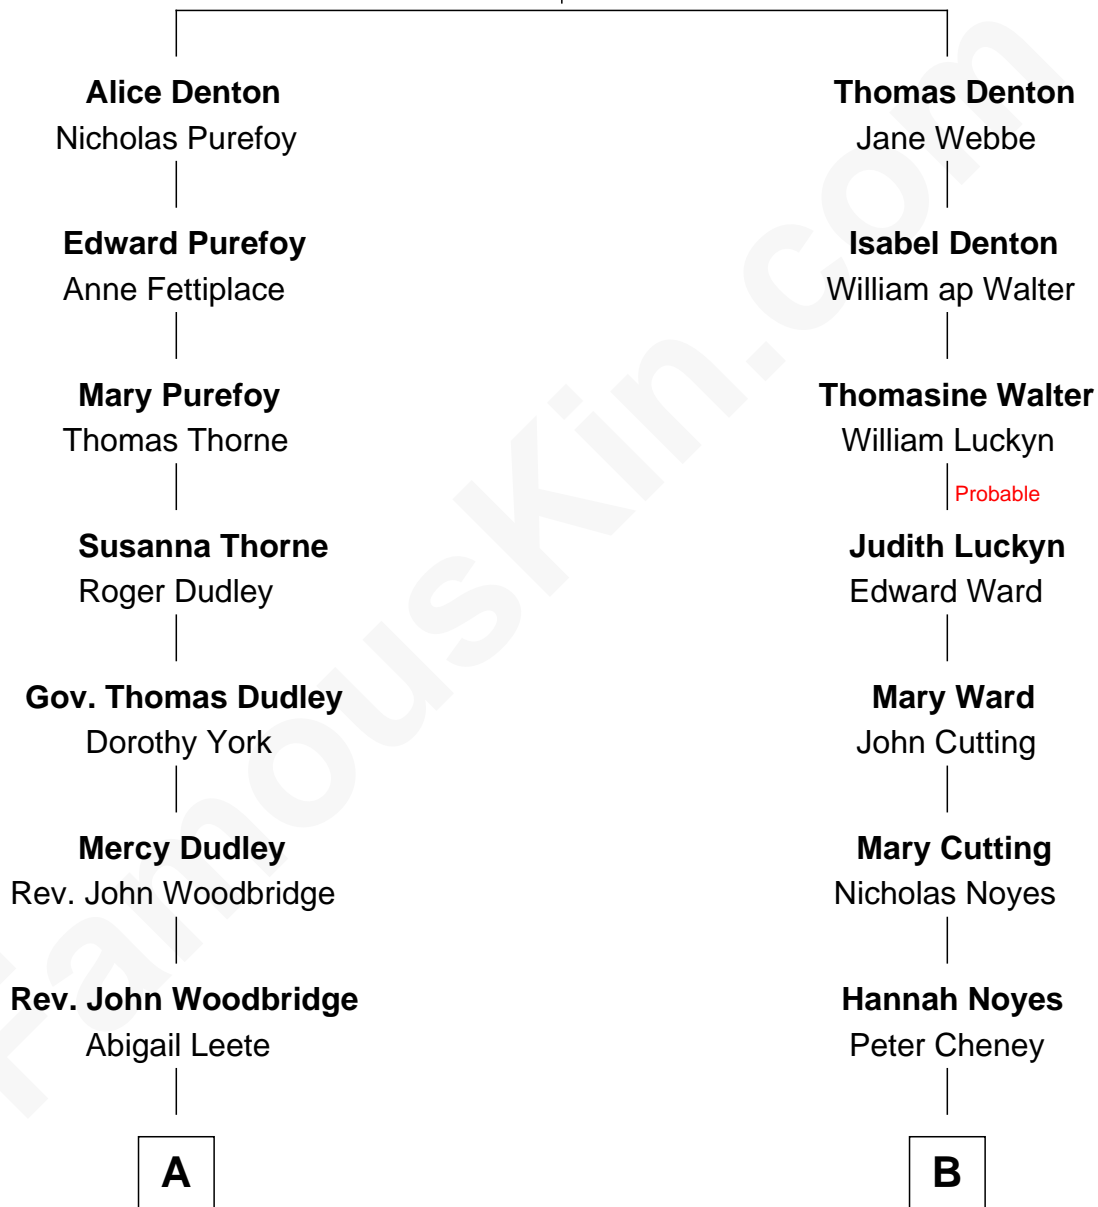 Alice Denton
Nicholas Purefoy
Edward Purefoy
Anne Fettiplace
Mary Purefoy
Thomas Thorne
Susanna Thorne
Roger Dudley
Gov. Thomas Dudley
Dorothy York
Mercy Dudley
Rev. John Woodbridge
Rev. John Woodbridge
Abigail Leete
A
Thomas Denton
Jane Webbe
Isabel Denton
William ap Walter
Thomasine Walter
William Luckyn
Probable
Judith Luckyn
Edward Ward
Mary Ward
John Cutting
Mary Cutting
Nicholas Noyes
Hannah Noyes
Peter Cheney
B
FamousKin.com